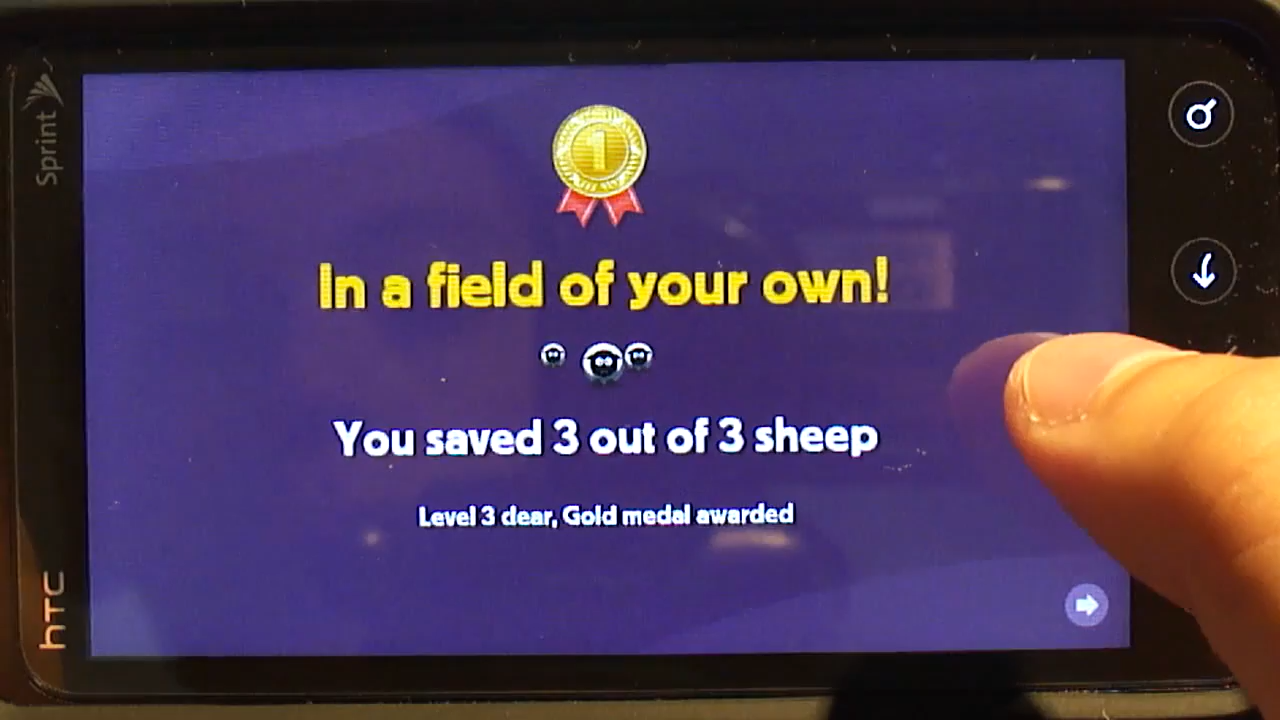 Sprint
1
In a field of your own!
You saved 3 out of 3 sheep
Level 3 clear, Gold medal awarded
hTC